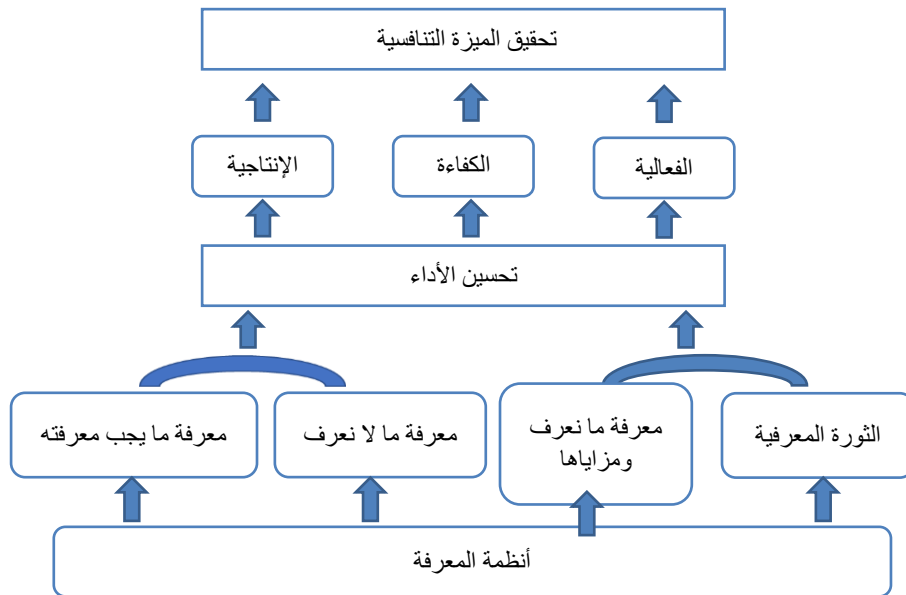 تحقيق الميزة التنافسية
الفعالية
الكفاءة
الإنتاجية
تحسين الأداء
الثورة المعرفية
معرفة ما نعرف
ومزاياها
معرفة ما لا نعرف
معرفة ما يجب معرفته
أنظمة المعرفة